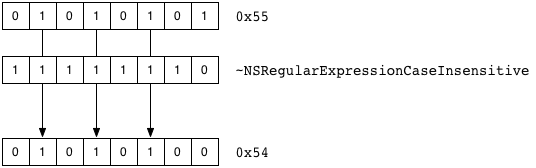 0 1 0 1 0 1 0 1 0x55
1 1 1 1 1 1 1 0 ~NSRegularExpressionCaseInsensitive
0 1 0 1 0 1 0 0 0x54